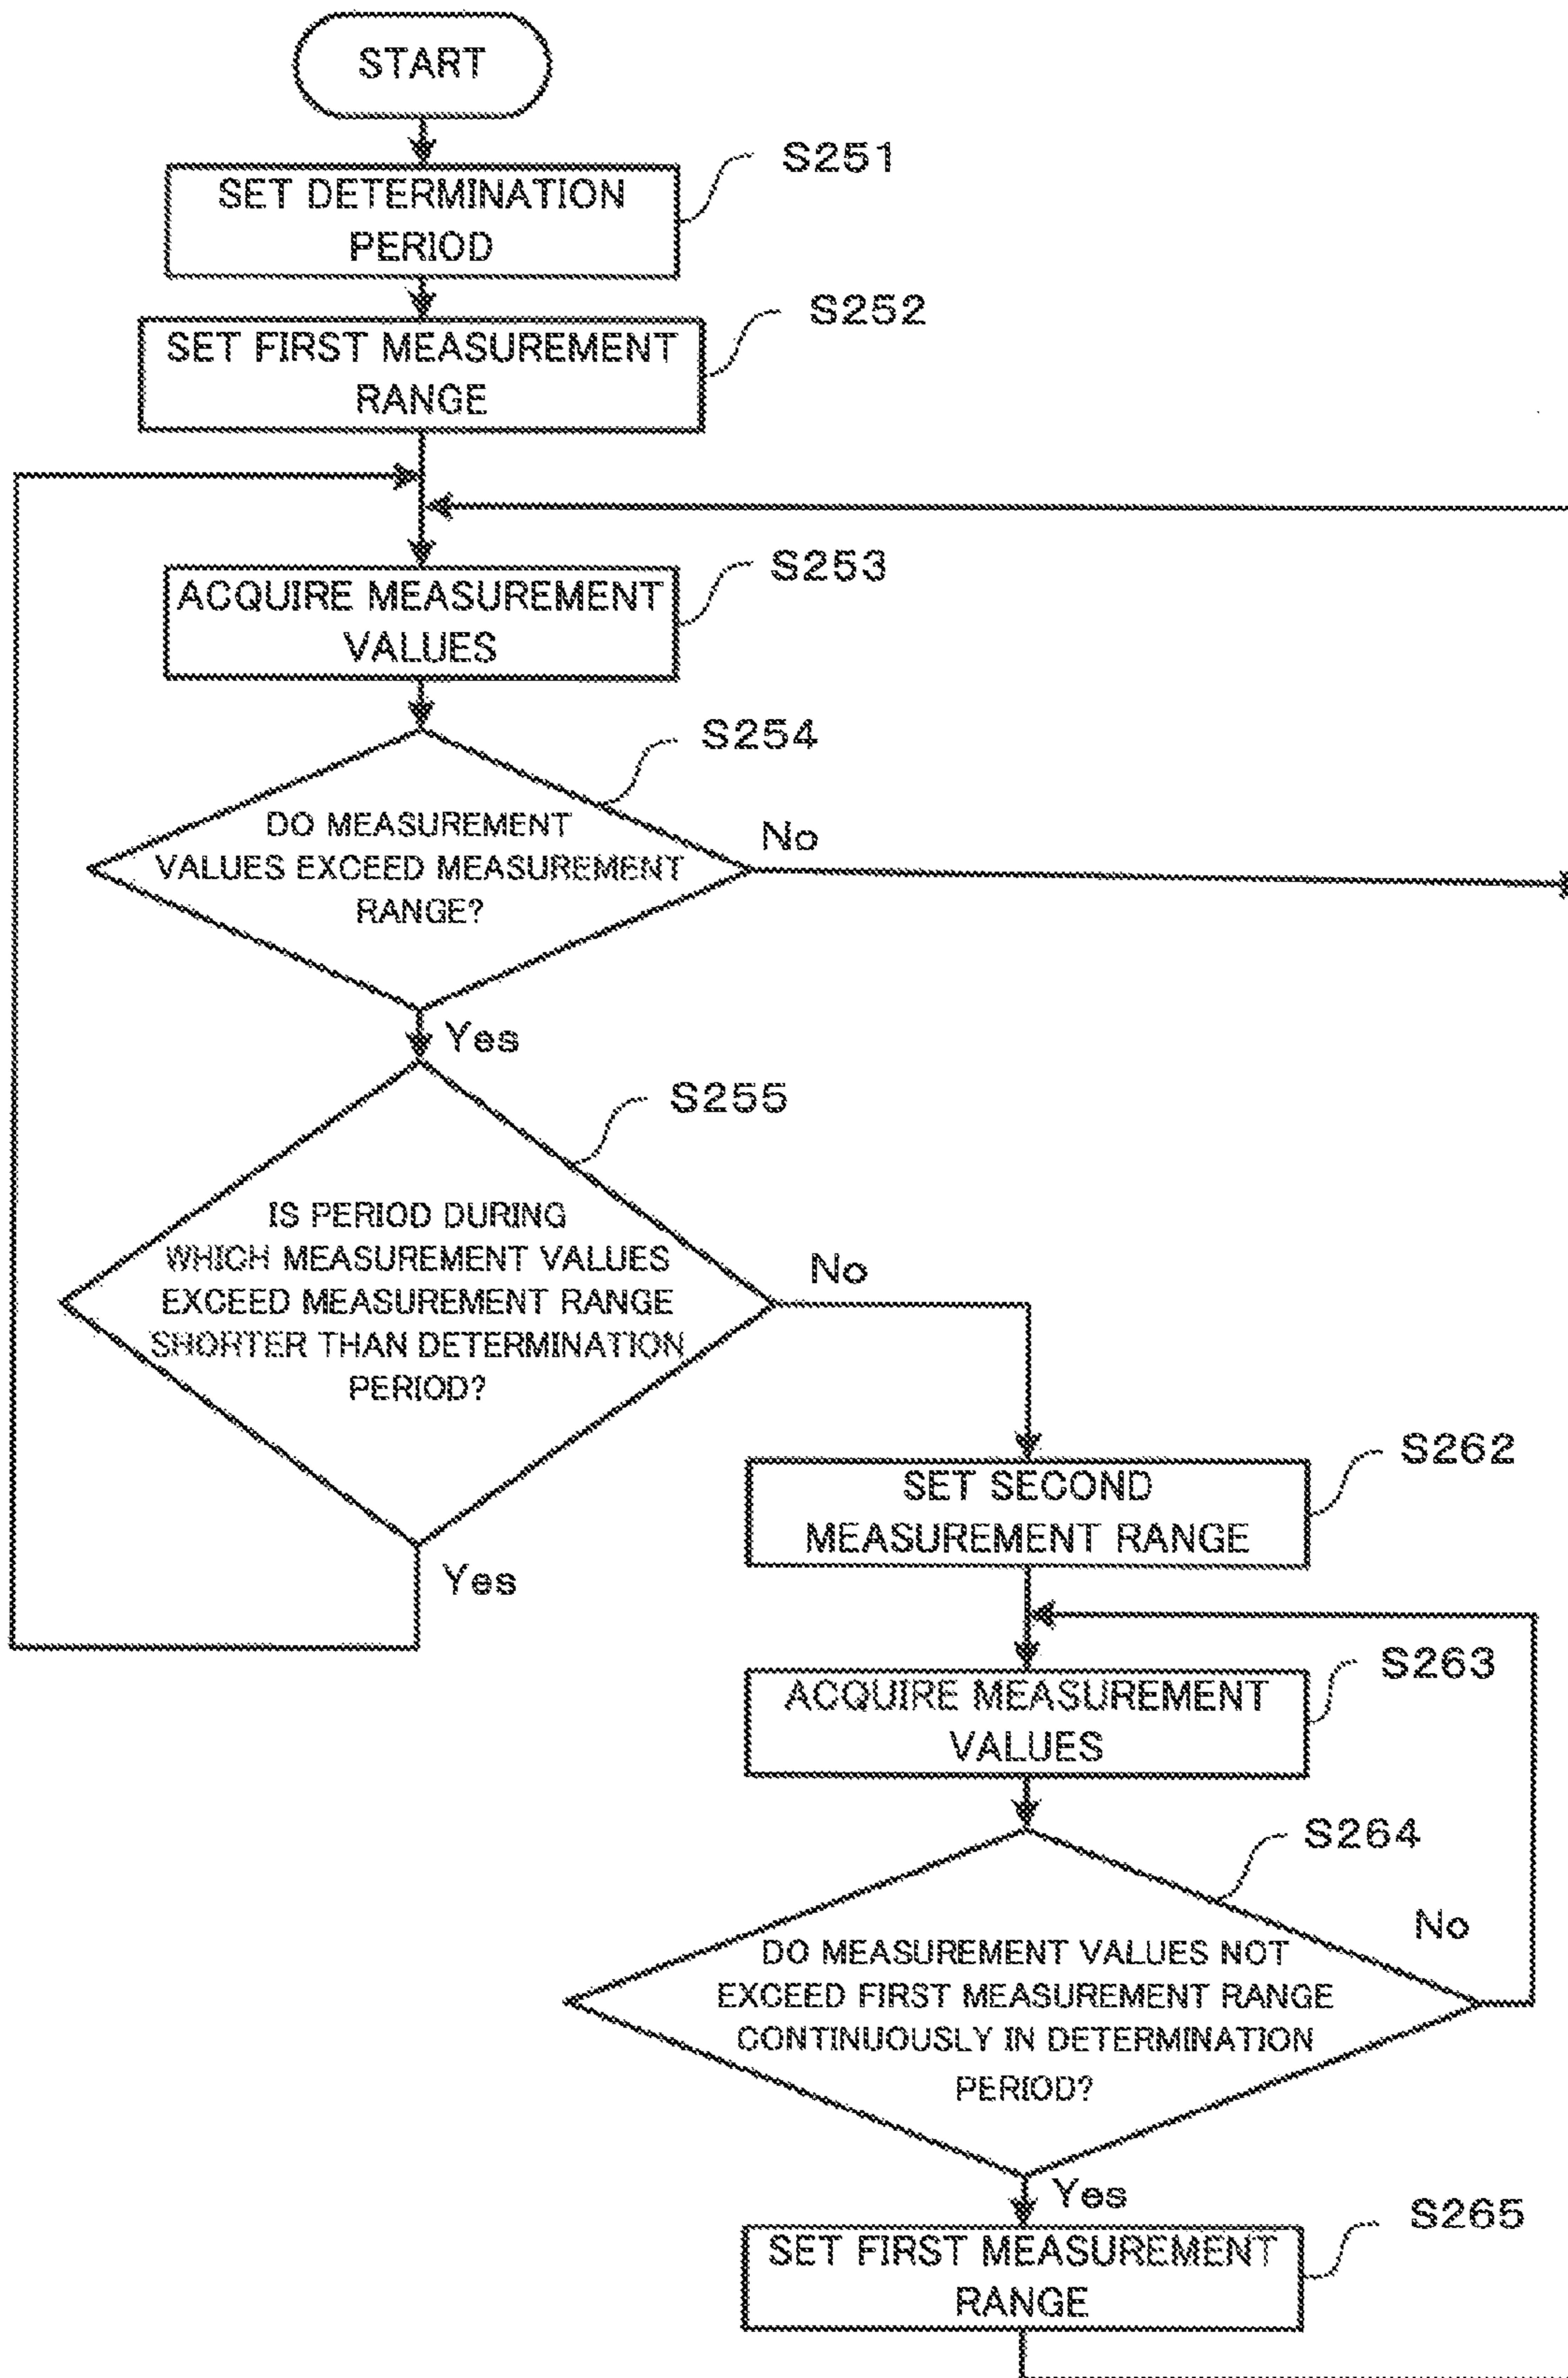 START
S251
SET DETERMINATION
PERIOD
S252
SET FIRST MEASUREMENT
RANGE
S253
ACQUIRE MEASUREMENT
VALUES
S254
DO MEASUREMENT
VALUES EXCEED MEASUREMENT
RANGE?
No
Yes
S255
IS PERIOD DURING
WHICH MEASUREMENT VALUES
EXCEED MEASUREMENT RANGE
SHORTER THAN DETERMINATION
PERIOD?
No
Yes
S262
SET SECOND
MEASUREMENT RANGE
S263
ACQUIRE MEASUREMENT
VALUES
S264
DO MEASUREMENT VALUES NOT
EXCEED FIRST MEASUREMENT RANGE
CONTINUOUSLY IN DETERMINATION
PERIOD?
No
Yes
S265
SET FIRST MEASUREMENT
RANGE